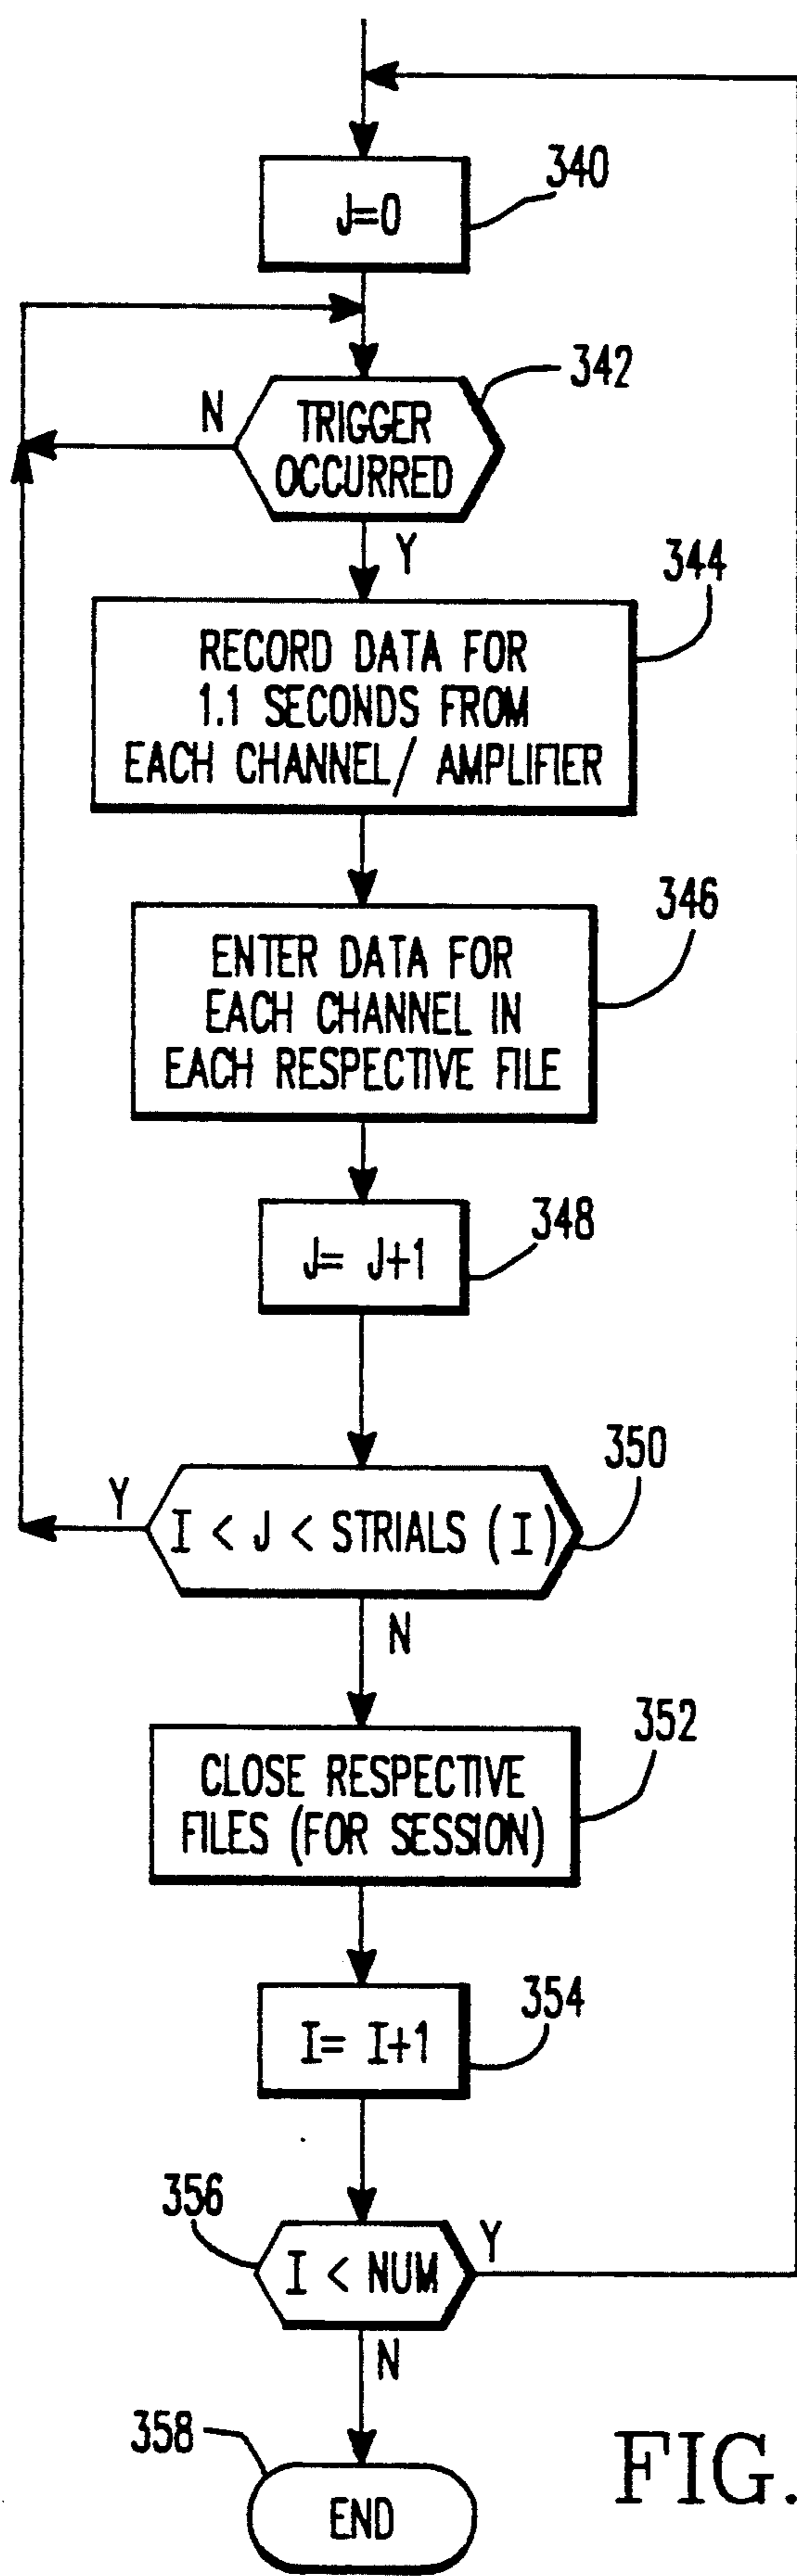 340
J=0
342
N
TRIGGER
OCCURRED
Y
344
RECORD DATA FOR
1.1 SECONDS FROM
EACH CHANNEL/ AMPLIFIER
346
ENTER DATA FOR
EACH CHANNEL IN
EACH RESPECTIVE FILE
348
J= J+1
350
Y
I < J < STRIALS (I)
N
352
CLOSE RESPECTIVE
FILES (FOR SESSION)
354
I= I+1
356
Y
I < NUM
N
358
END
FIG.